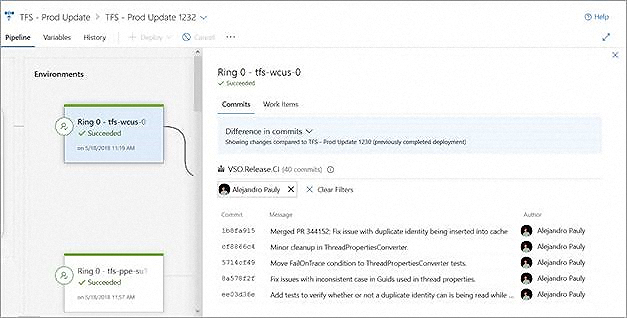 TFS - Prod Update > TFS - Prod Update 1232
Help
Pipeline Variables History + Deploy Cancel ...
Environments
Ring 0 - tfs-wcus-0
Succeeded
on 5/18/2018 11:19 AM
Ring 0 - tfs-ppe-su1
Succeeded
on 5/18/2018 11:57 AM
Ring 0 - tfs-wcus-0
Succeeded
Commits Work Items
Difference in commits
Showing changes compared to TFS - Prod Update 1230 (previously completed deployment)
VSO.Release.CI (40 commits)
Alejandro Pauly X Clear Filters
Commit Message Author
1b8fa915 Merged PR 344152: Fix issue with duplicate identity being inserted into cache Alejandro Pauly
cf8866c4 Minor cleanup in ThreadPropertiesConverter. Alejandro Pauly
5714cf49 Move FailOnTrace condition to ThreadPropertiesConverter tests. Alejandro Pauly
8a578f2f Fix issues with inconsistent case in Guids used in thread properties. Alejandro Pauly
ee03d36e Add tests to verify whether or not a duplicate identity can is being read while ... Alejandro Pauly